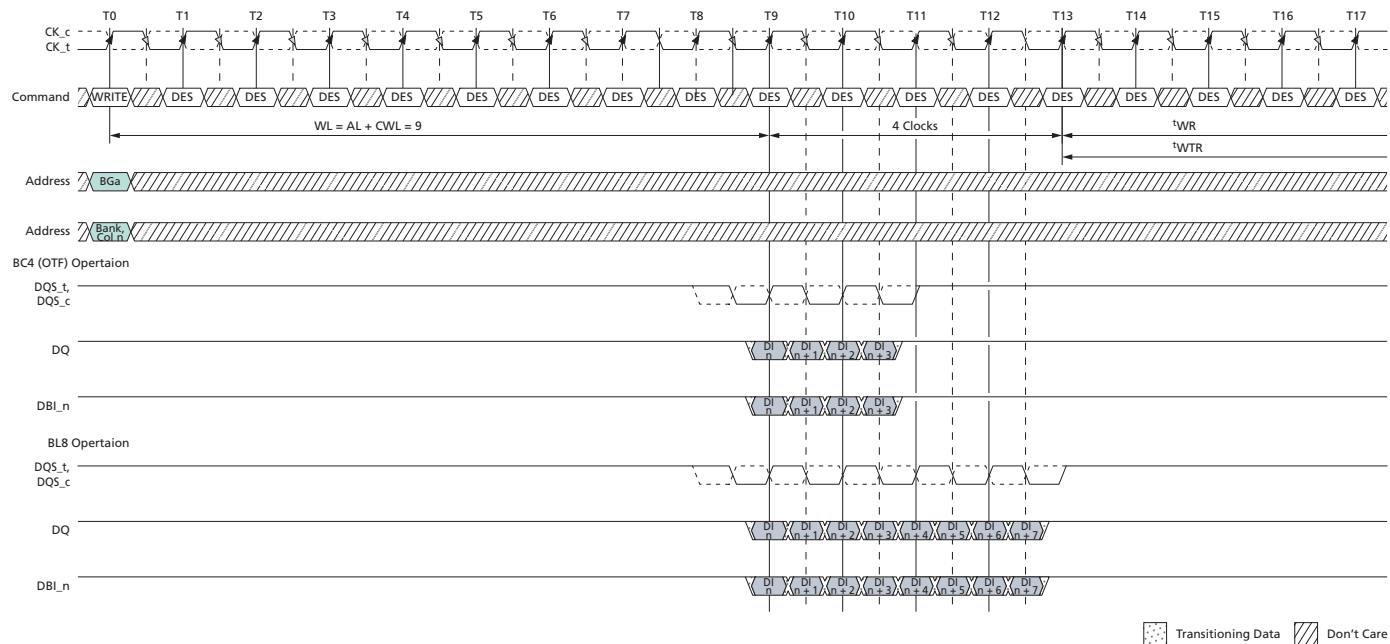 T0 T1 T2 T3 T4 T5 T6 T7 T8 T9 T10 T11 T12 T13 T14 T15 T16 T17
CK_c
CK_t
Command WRITE DES DES DES DES DES DES DES DES DES DES DES DES DES DES DES DES DES
WL = AL + CWL = 9 4 Clocks tWR
tWTR
Address BGa
Address Bank, Col n
BC4 (OTF) Opertaion
DQS_t,
DQS_c
DQ DI n DI n + 1 DI n + 2 DI n + 3
DBI_n DI n DI n + 1 DI n + 2 DI n + 3
BL8 Opertaion
DQS_t,
DQS_c
DQ DI n DI n + 1 DI n + 2 DI n + 3 DI n + 4 DI n + 5 DI n + 6 DI n + 7
DBI_n DI n DI n + 1 DI n + 2 DI n + 3 DI n + 4 DI n + 5 DI n + 6 DI n + 7
Transitioning Data Don't Care